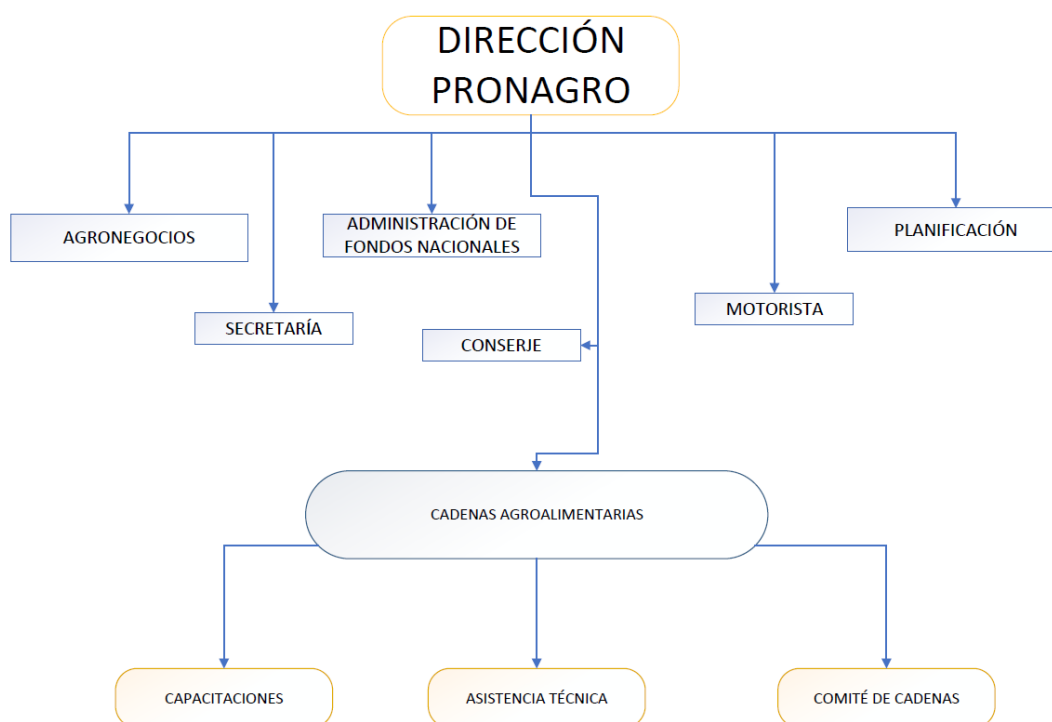 DIRECCIÓN
PRONAGRO
AGRONEGOCIOS
ADMINISTRACIÓN DE
FONDOS NACIONALES
PLANIFICACIÓN
SECRETARÍA
CONSERJE
MOTORISTA
CADENAS AGROALIMENTARIAS
CAPACITACIONES
ASISTENCIA TÉCNICA
COMITÉ DE CADENAS